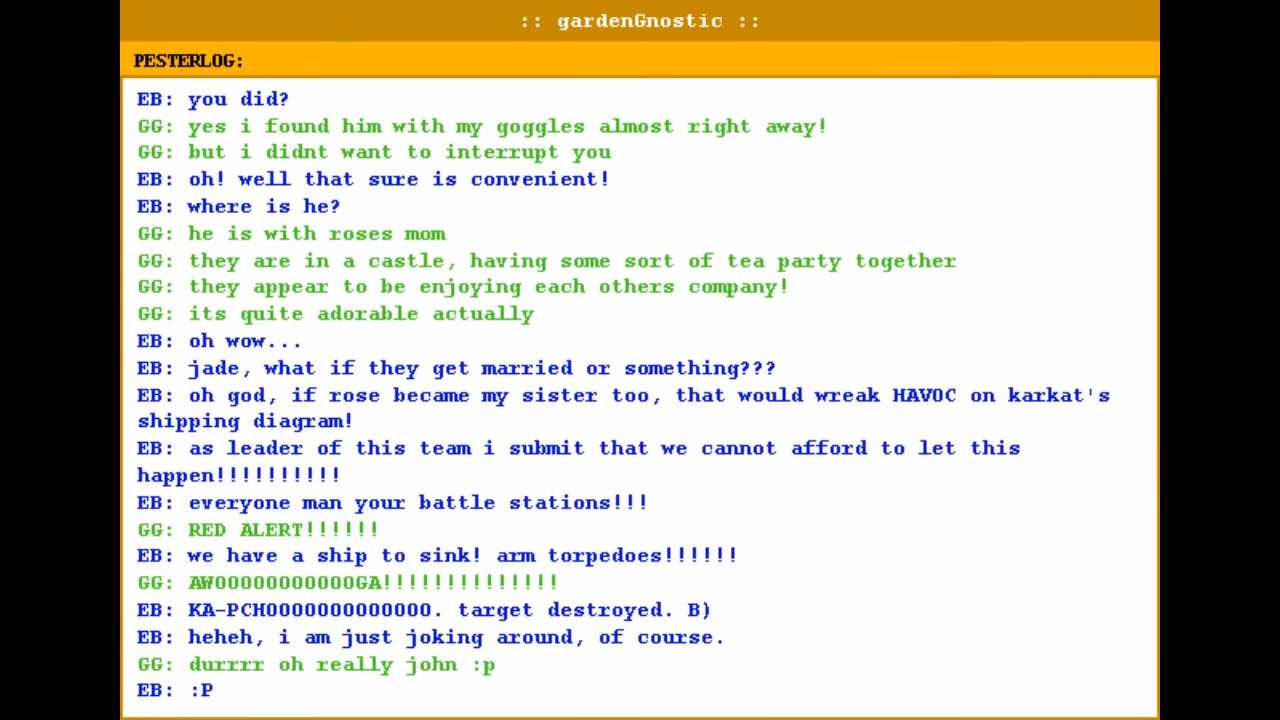 :: gardenGnostic ::
PESTERLOG:
EB: you did?
GG: yes i found him with my goggles almost right away!
GG: but i didnt want to interrupt you
EB: oh! well that sure is convenient!
EB: where is he?
GG: he is with roses mom
GG: they are in a castle, having some sort of tea party together
GG: they appear to be enjoying each others company!
GG: its quite adorable actually
EB: oh wow...
EB: jade, what if they get married or something???
EB: oh god, if rose became my sister too, that would wreak HAVOC on karkat's
shipping diagram!
EB: as leader of this team i submit that we cannot afford to let this
happen!!!!!!!!!!
EB: everyone man your battle stations!!!
GG: RED ALERT!!!!!!
EB: we have a ship to sink! arm torpedoes!!!!!!
GG: AWOOOOOOOOOOOGA!!!!!!!!!!!!!!
EB: KA-PCHOOOOOOOOOOOOO. target destroyed. B)
EB: heheh, i am just joking around, of course.
GG: durrrr oh really john :p
EB: :P